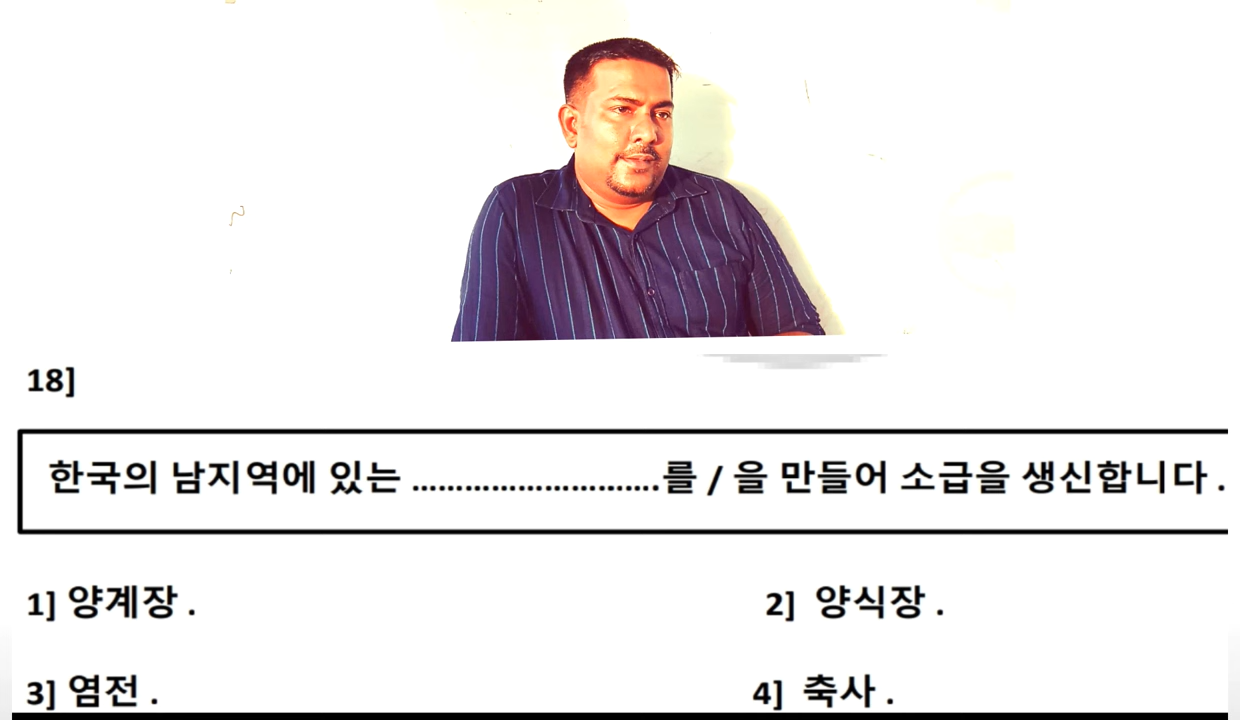 18]
한국의 남지역에 있는 ............................를 / 을 만들어 소급을 생신합니다 .
1] 양계장 .
2] 양식장 .
3] 염전 .
4] 축사 .